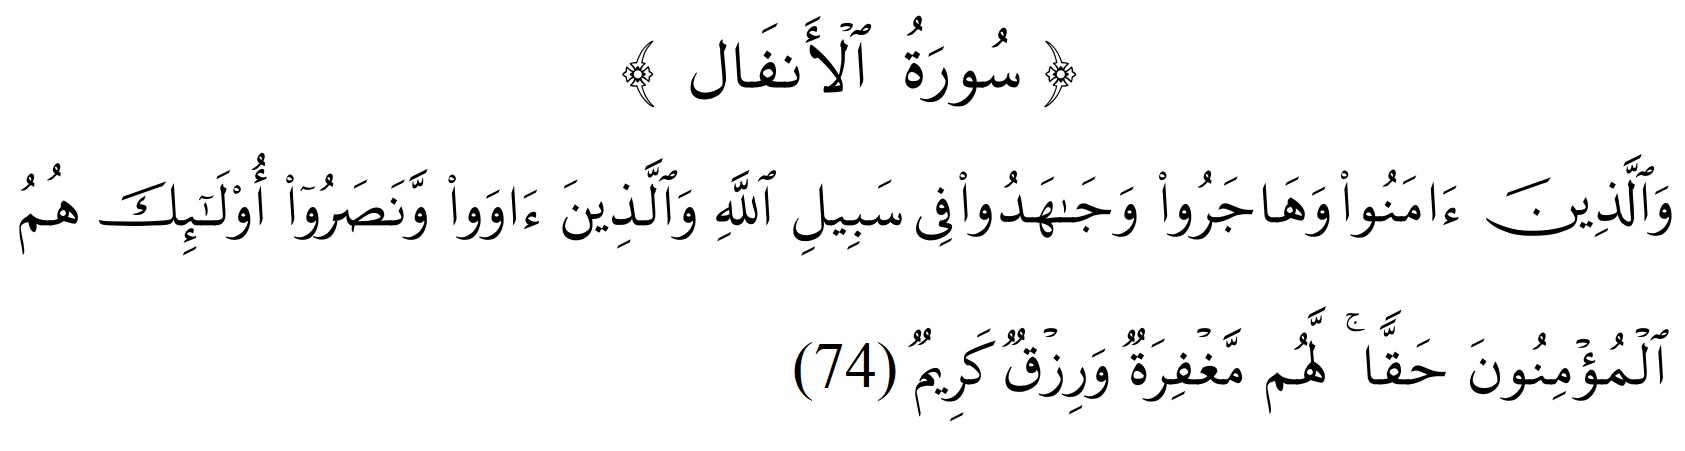 ﴿ سُورَةُ ٱلۡأَنفَال ﴾
وَٱلَّذِينَ ءَامَنُواْ وَهَاجَرُواْ وَجَٰهَدُواْ فِي سَبِيلِ ٱللَّهِ وَٱلَّذِينَ ءَاوَواْ وَّنَصَرُوٓاْ أُوْلَٰٓئِكَ هُمُ
ٱلۡمُؤۡمِنُونَ حَقّٗاۚ لَّهُم مَّغۡفِرَةٞ وَرِزۡقٞ كَرِيمٞ (74)